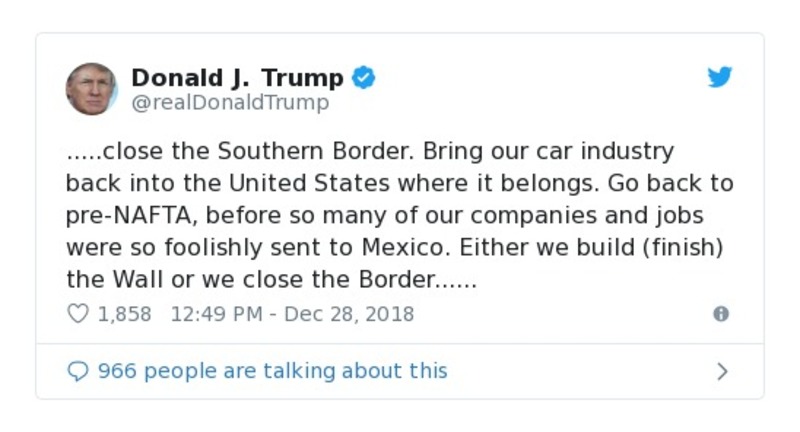 Donald J. Trump
@realDonaldTrump
.....close the Southern Border. Bring our car industry
back into the United States where it belongs. Go back to
pre-NAFTA, before so many of our companies and jobs
were so foolishly sent to Mexico. Either we build (finish)
the Wall or we close the Border......
1,858 12:49 PM - Dec 28, 2018
966 people are talking about this